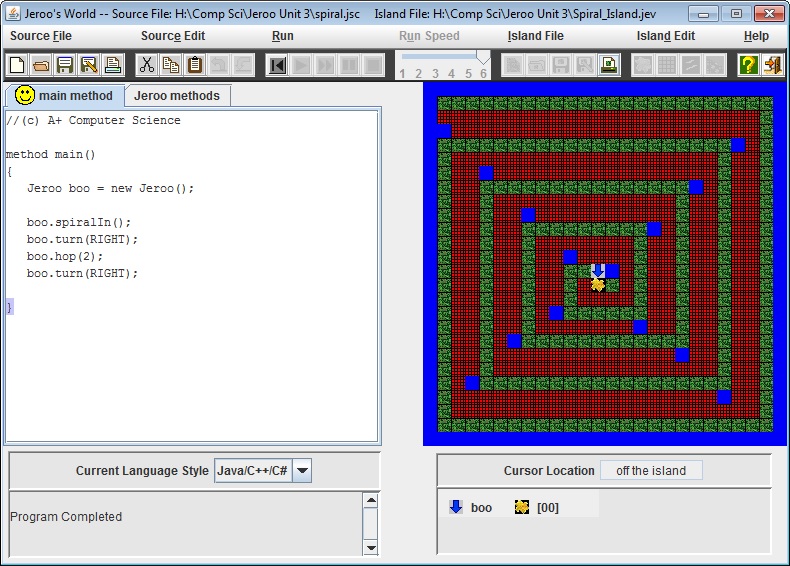 Jeroo's World -- Source File: H:\Comp Sci\Jeroo Unit 3\spiral.jsc     Island File: H:\Comp Sci\Jeroo Unit 3\Spiral_Island.jev
Source File  Source Edit  Run  Run Speed  Island File  Island Edit  Help
1 2 3 4 5 6
main method  Jeroo methods
//(c) A+ Computer Science
method main()
{
Jeroo boo = new Jeroo();
boo.spiralIn();
boo.turn(RIGHT);
boo.hop(2);
boo.turn(RIGHT);
}
Current Language Style  Java/C++/C#
Cursor Location  off the island
Program Completed
boo  [00]